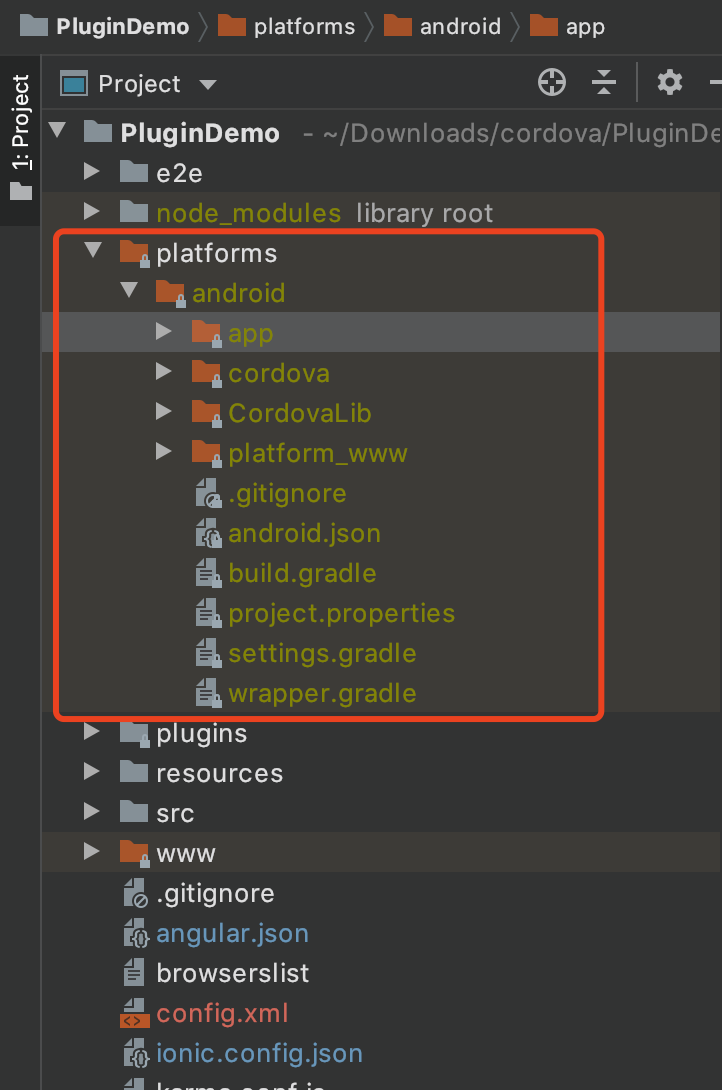 PluginDemo platforms android app
Project
1: Project
PluginDemo - ~/Downloads/cordova/PluginDe
e2e
node_modules library root
platforms
android
app
cordova
CordovaLib
platform_www
.gitignore
android.json
build.gradle
project.properties
settings.gradle
wrapper.gradle
plugins
resources
src
www
.gitignore
angular.json
browserslist
config.xml
ionic.config.json